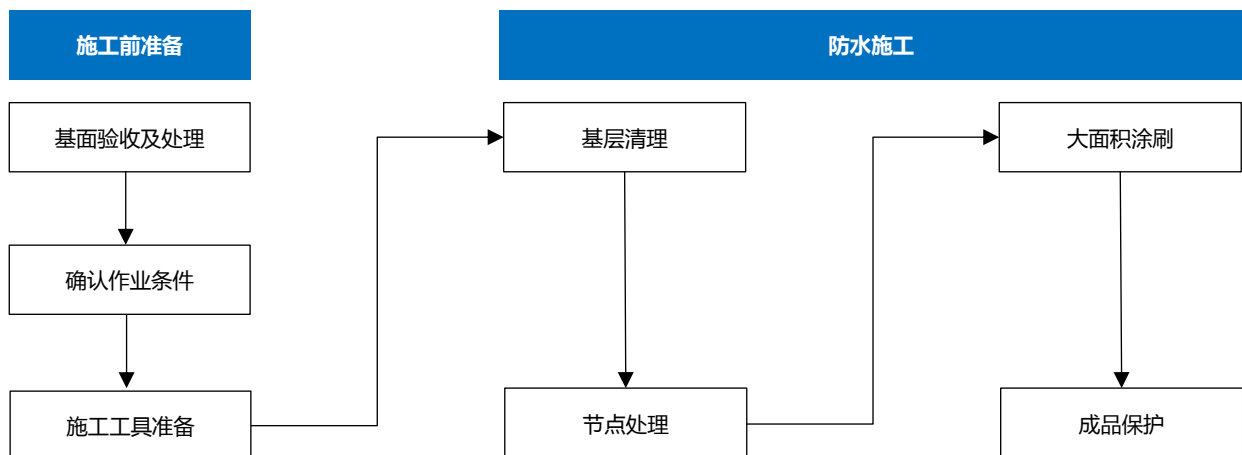 施工前准备
防水施工
基面验收及处理
确认作业条件
施工工具准备
基层清理
节点处理
大面积涂刷
成品保护